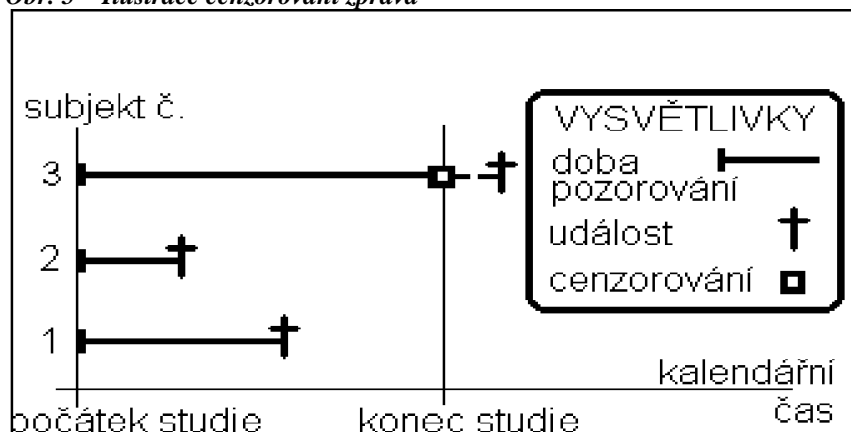 Obr. 3 – Ilustrace cenzorování zprava
subjekt č.
3
2
1
VYSVĚTLIVKY
doba
pozorování
událost
cenzorování
kalendářní
čas
počátek studie
konec studie